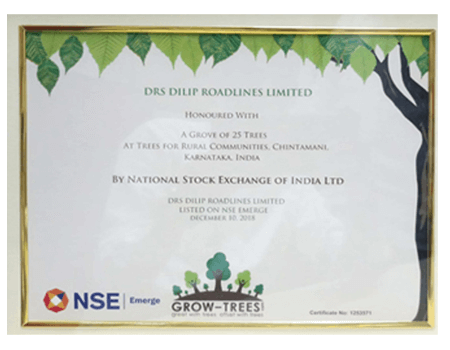 DRS DILIP ROADLINES LIMITED
HONOURED WITH
A GROVE OF 25 TREES
AT TREES FOR RURAL COMMUNITIES, CHINTAMANI,
KARNATAKA, INDIA
BY NATIONAL STOCK EXCHANGE OF INDIA LTD
DRS DILIP ROADLINES LIMITED
LISTED ON NSE EMERGE
DECEMBER 10, 2018
NSE Emerge
GROW-TREES
great with trees offset with trees
Certificate No: